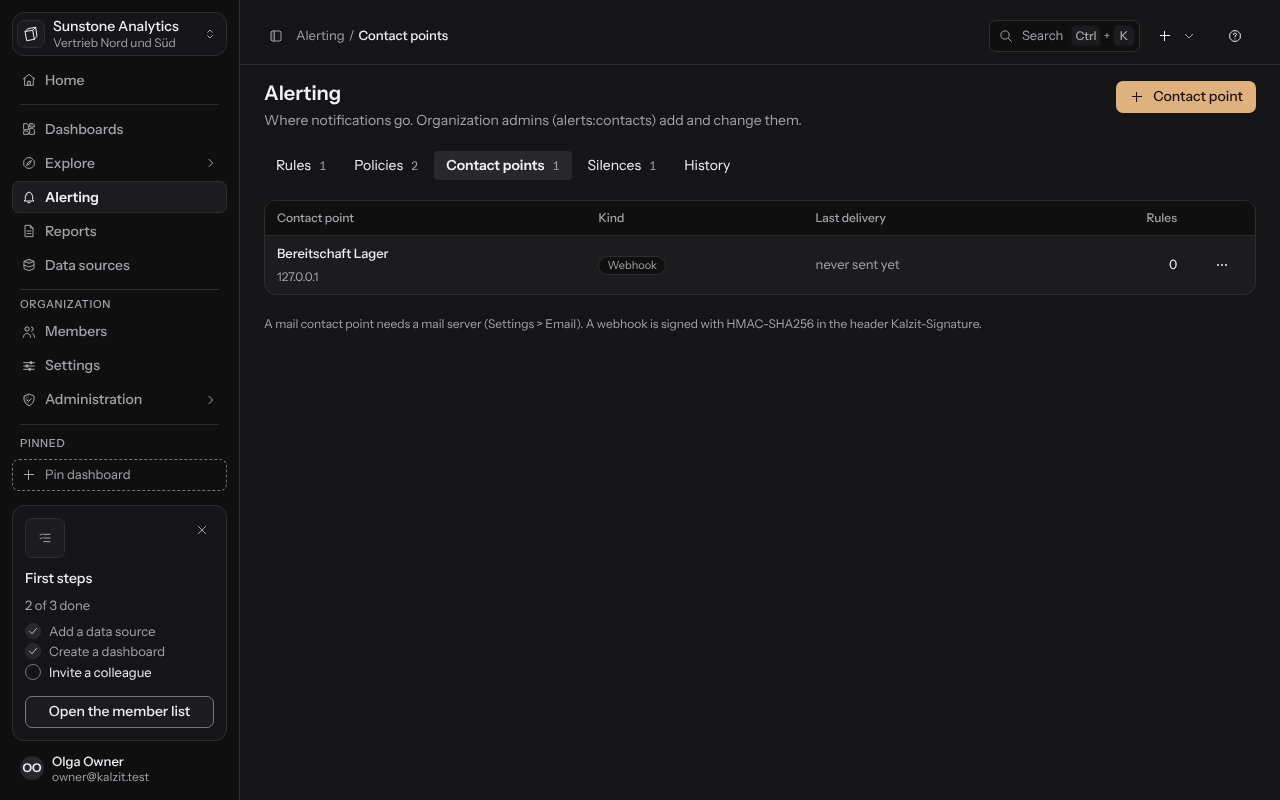 Sunstone Analytics
Vertrieb Nord und Süd
Home
Dashboards
Explore
Alerting
Reports
Data sources
ORGANIZATION
Members
Settings
Administration
PINNED
Pin dashboard
First steps
2 of 3 done
Add a data source
Create a dashboard
Invite a colleague
Open the member list
OO
Olga Owner
owner@kalzit.test
Alerting / Contact points
Search Ctrl + K
Alerting
Where notifications go. Organization admins (alerts:contacts) add and change them.
Contact point
Rules 1 Policies 2 Contact points 1 Silences 1 History
Contact point Kind Last delivery Rules
Bereitschaft Lager
127.0.0.1
Webhook never sent yet 0
A mail contact point needs a mail server (Settings > Email). A webhook is signed with HMAC-SHA256 in the header Kalzit-Signature.